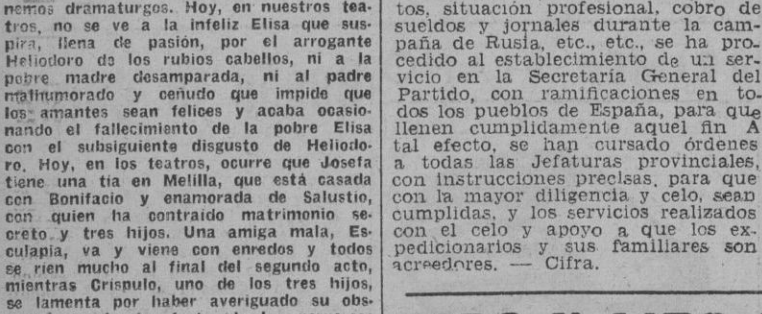 nemos dramaturgos. Hoy, en nuestros tea-
tros, no se ve a la infeliz Elisa que sus-
pira, llena de pasión, por el arrogante
Heliodoro de los rubios cabellos, ni a la
pobre madre desamparada, ni al padre
malhumorado y ceñudo que impide que
los amantes sean felices y acaba ocasio-
nando el fallecimiento de la pobre Elisa
con el subsiguiente disgusto de Heliodo-
ro. Hoy, en los teatros, ocurre que Josefa
tiene una tía en Melilla, que está casada
con Bonifacio y enamorada de Salustio,
con quien ha contraído matrimonio se-
creto y tres hijos. Una amiga mala, Es-
culapia, va y viene con enredos y todos
se rien mucho al final del segundo acto,
mientras Críspulo, uno de los tres hijos,
se lamenta por haber averiguado su obs-
tos, situación profesional, cobro de
sueldos y jornales durante la cam-
paña de Rusia, etc., etc., se ha pro-
cedido al establecimiento de un ser-
vicio en la Secretaría General del
Partido, con ramificaciones en to-
dos los pueblos de España, para que
llenen cumplidamente aquel fin A
tal efecto, se han cursado órdenes
a todas las Jefaturas provinciales,
con instrucciones precisas, para que
con la mayor diligencia y celo, sean
cumplidas, y los servicios realizados
con el celo y apoyo a que los ex-
pedicionarios y sus familiares son
acreedores. — Cifra.